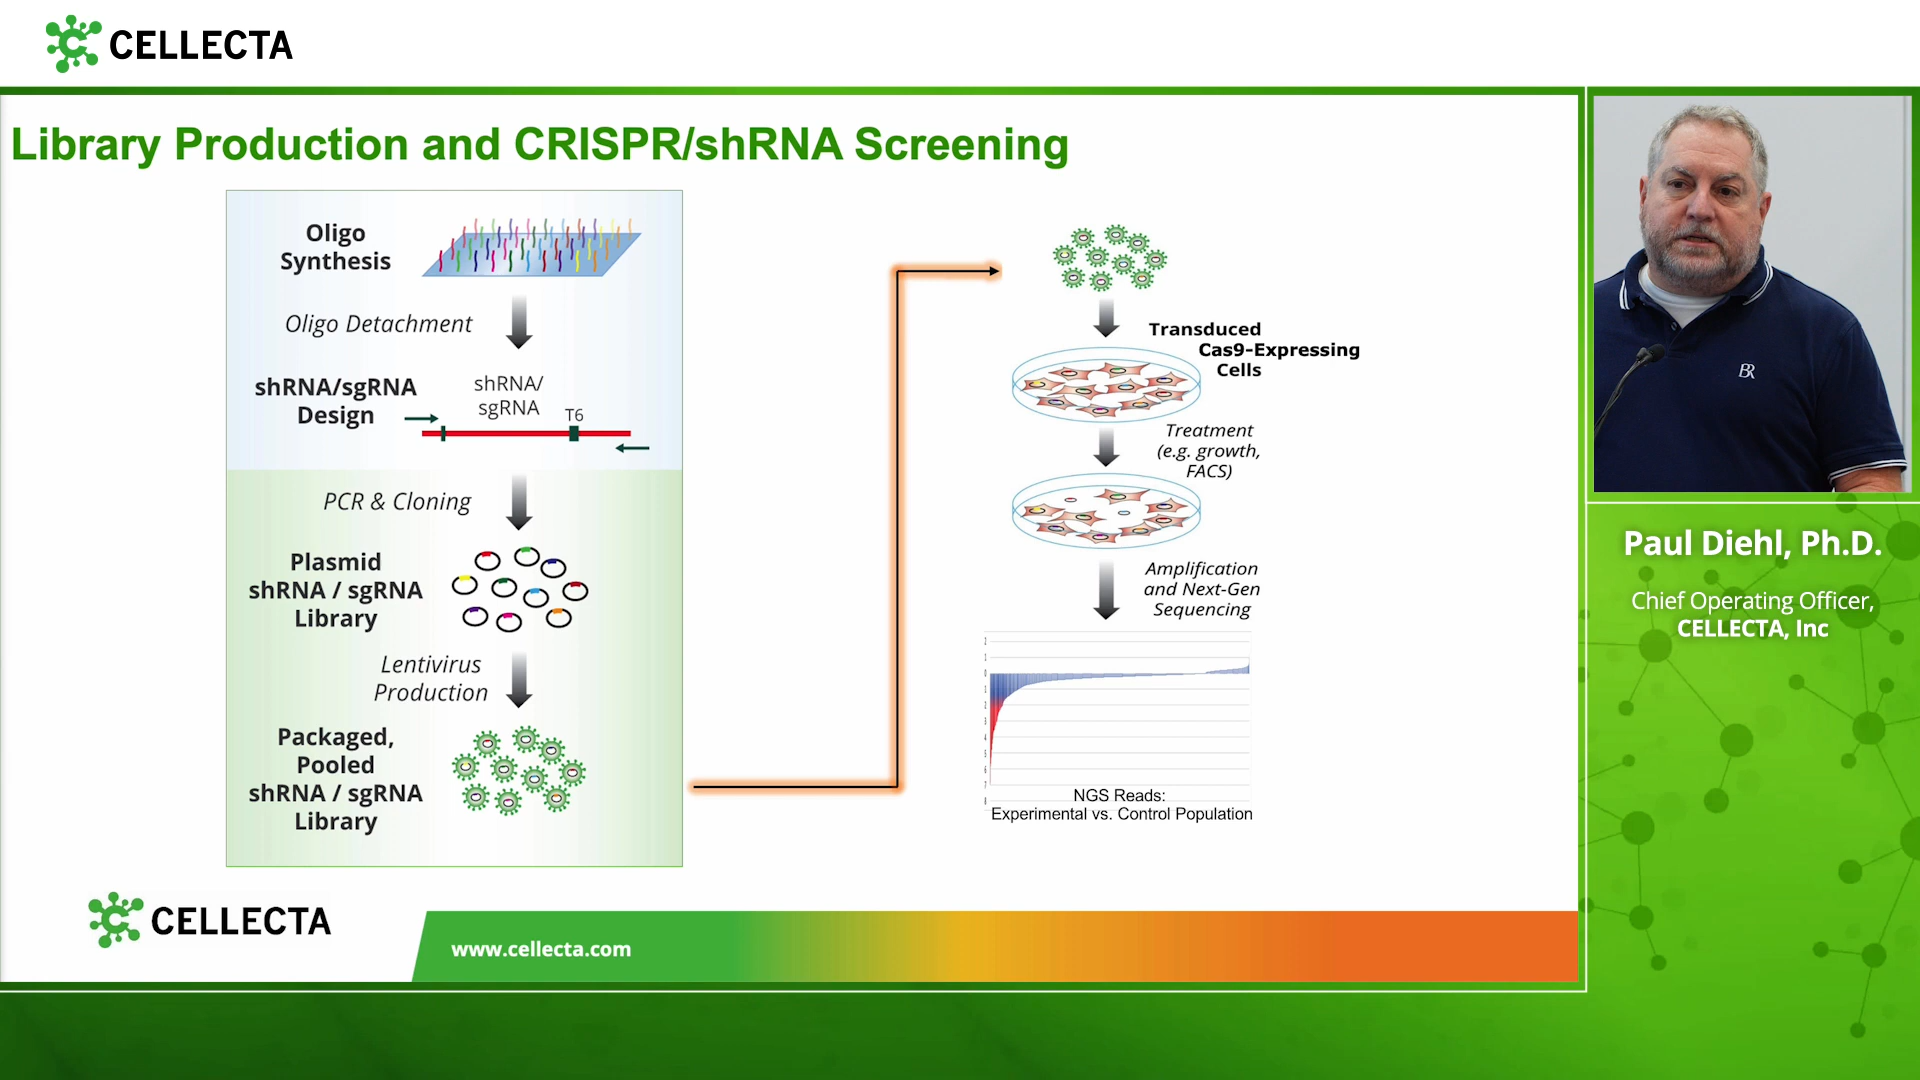 CELLECTA
Library Production and CRISPR/shRNA Screening
Oligo
Synthesis
Oligo Detachment
shRNA/sgRNA
Design
shRNA/
sgRNA
T6
PCR & Cloning
Plasmid
shRNA / sgRNA
Library
Lentivirus
Production
Packaged,
Pooled
shRNA / sgRNA
Library
Transduced
Cas9-Expressing
Cells
Treatment
(e.g. growth,
FACS)
Amplification
and Next-Gen
Sequencing
NGS Reads:
Experimental vs. Control Population
CELLECTA
www.cellecta.com
BR
Paul Diehl, Ph.D.
Chief Operating Officer,
CELLECTA, Inc